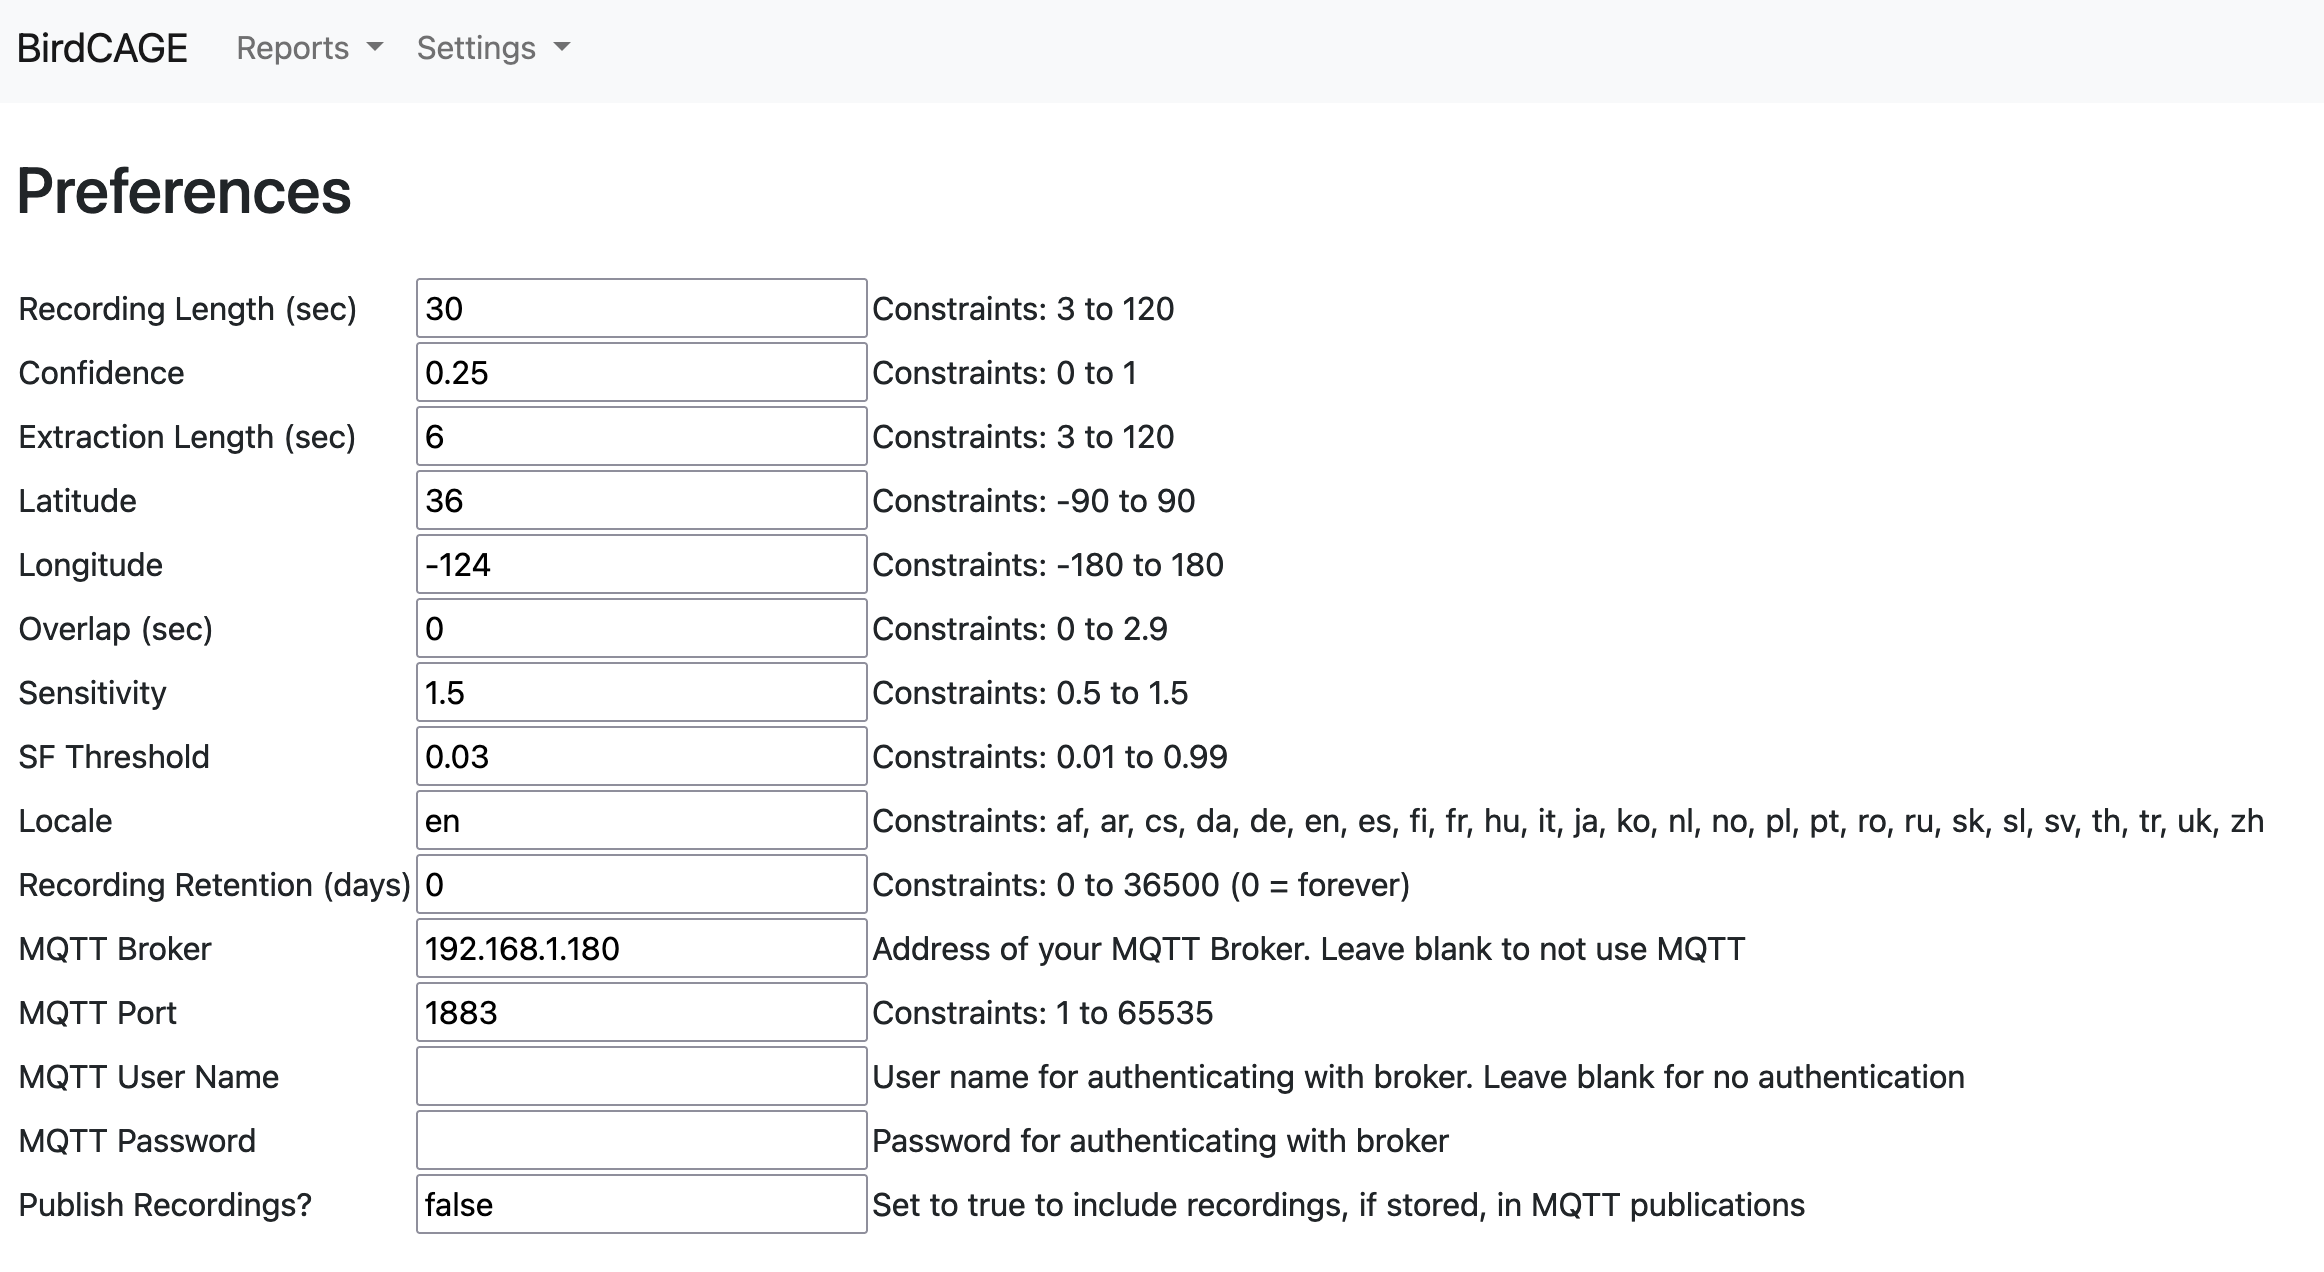 BirdCAGE Reports Settings
Preferences
Recording Length (sec) 30 Constraints: 3 to 120
Confidence 0.25 Constraints: 0 to 1
Extraction Length (sec) 6 Constraints: 3 to 120
Latitude 36 Constraints: -90 to 90
Longitude -124 Constraints: -180 to 180
Overlap (sec) 0 Constraints: 0 to 2.9
Sensitivity 1.5 Constraints: 0.5 to 1.5
SF Threshold 0.03 Constraints: 0.01 to 0.99
Locale en Constraints: af, ar, cs, da, de, en, es, fi, fr, hu, it, ja, ko, nl, no, pl, pt, ro, ru, sk, sl, sv, th, tr, uk, zh
Recording Retention (days) 0 Constraints: 0 to 36500 (0 = forever)
MQTT Broker 192.168.1.180 Address of your MQTT Broker. Leave blank to not use MQTT
MQTT Port 1883 Constraints: 1 to 65535
MQTT User Name User name for authenticating with broker. Leave blank for no authentication
MQTT Password Password for authenticating with broker
Publish Recordings? false Set to true to include recordings, if stored, in MQTT publications